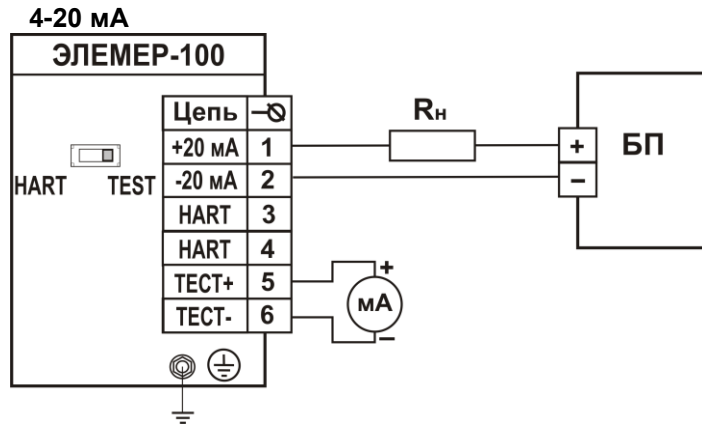 4-20 мА
ЭЛЕМЕР-100
Цепь
+20 мА 1
HART TEST -20 мА 2
HART 3
HART 4
ТЕСТ+ 5
ТЕСТ- 6
Rн
+ БП
−
+
мА
−